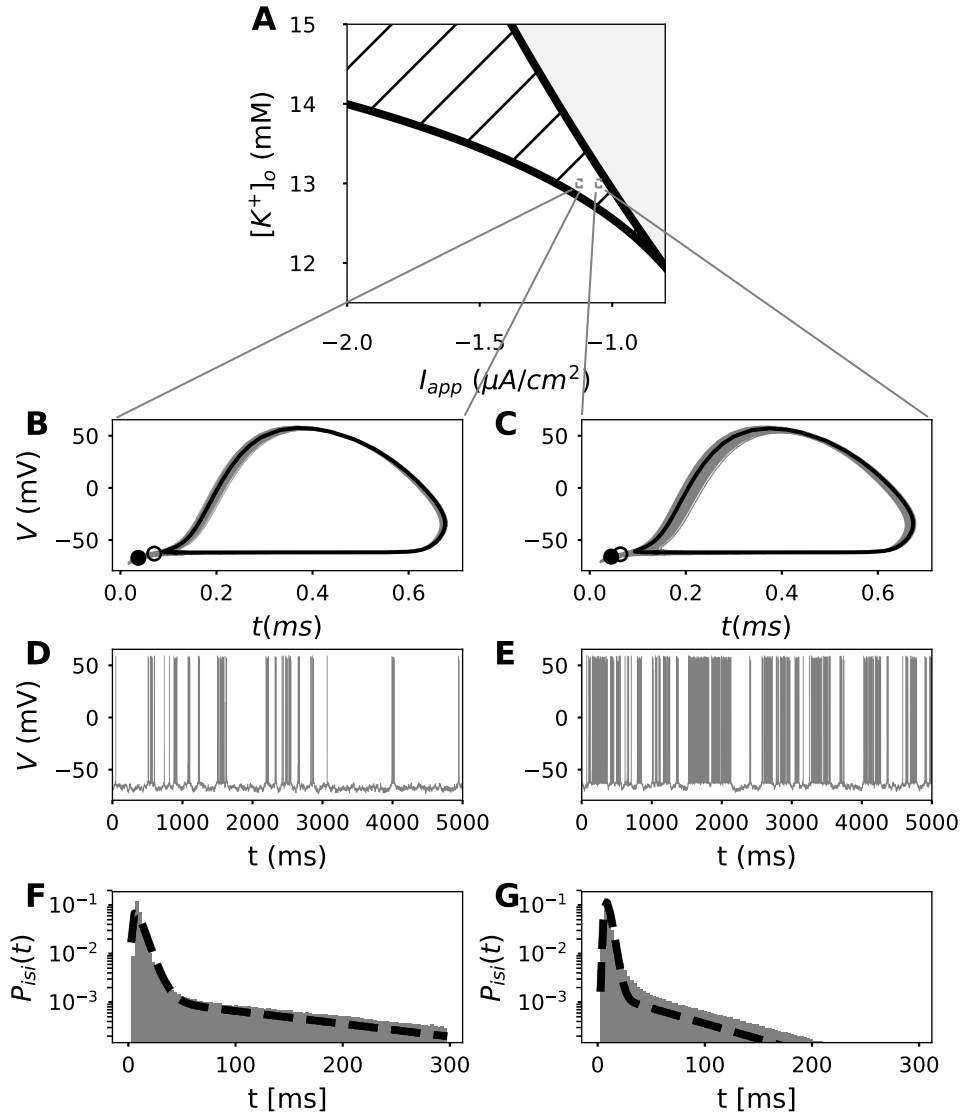 A
15
14
13
12
[K⁺]ₒ (mM)
−2.0 −1.5 −1.0
I_app (μA/cm²)
B
50
0
−50
V (mV)
0.0 0.2 0.4 0.6
t(ms)
C
50
0
−50
0.0 0.2 0.4 0.6
t(ms)
D
50
0
−50
V (mV)
0 1000 2000 3000 4000 5000
t (ms)
E
50
0
−50
0 1000 2000 3000 4000 5000
t (ms)
F
10⁻¹
10⁻²
10⁻³
P_isi(t)
0 100 200 300
t [ms]
G
10⁻¹
10⁻²
10⁻³
P_isi(t)
0 100 200 300
t [ms]